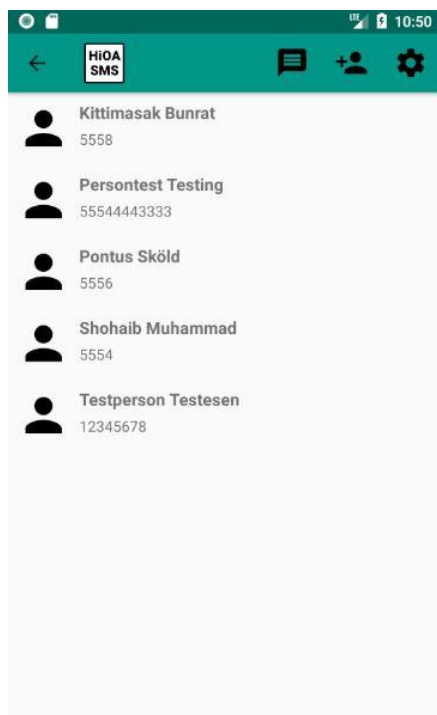 LTE 10:50
HiOA
SMS
Kittimasak Bunrat
5558
Persontest Testing
55544443333
Pontus Sköld
5556
Shohaib Muhammad
5554
Testperson Testesen
12345678